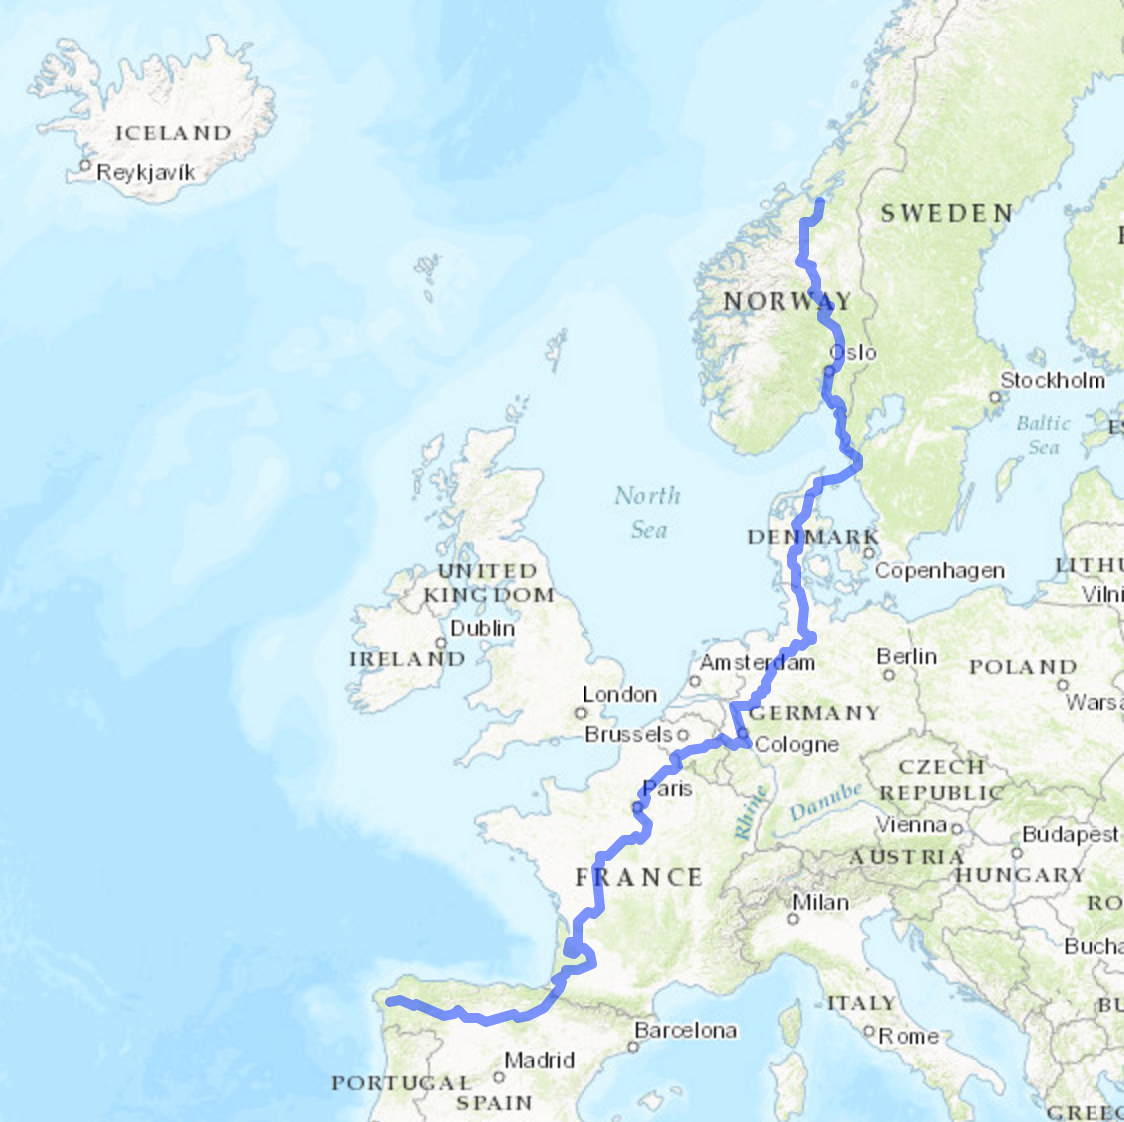 ICELAND
Reykjavík
SWEDEN
NORWAY
Oslo
Stockholm
Baltic
Sea
North
Sea
DENMARK
Copenhagen
UNITED
KINGDOM
Dublin
IRELAND
LITHU
Vilni
Amsterdam
Berlin
POLAND
Warsa
London
Brussels
GERMANY
Cologne
CZECH
REPUBLIC
Paris
Rhine
Danube
Vienna
Budapest
AUSTRIA
HUNGARY
FRANCE
Milan
RO
Bucha
ITALY
BU
Rome
Barcelona
Madrid
PORTUGAL
SPAIN
GREEC